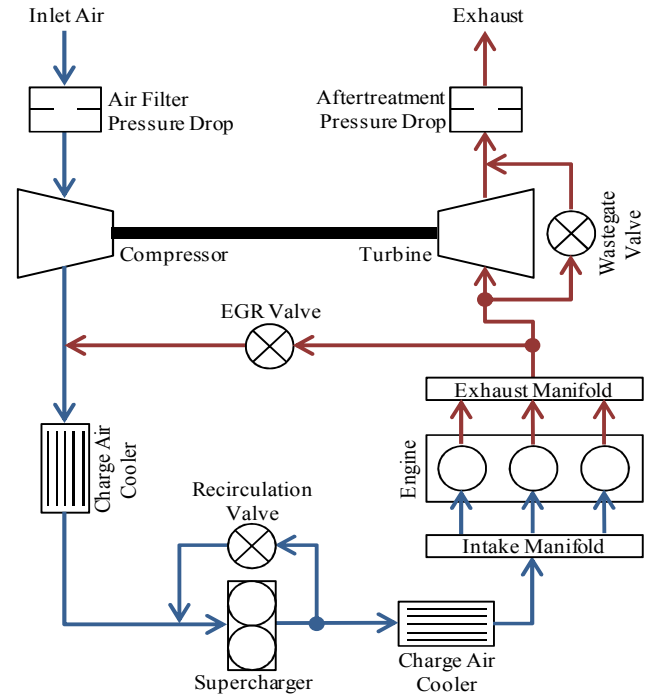 Inlet Air
Exhaust
Air Filter
Pressure Drop
Aftertreatment
Pressure Drop
Compressor
Turbine
Wastegate
Valve
EGR Valve
Exhaust Manifold
Charge Air
Cooler
Engine
Recirculation
Valve
Intake Manifold
Supercharger
Charge Air
Cooler